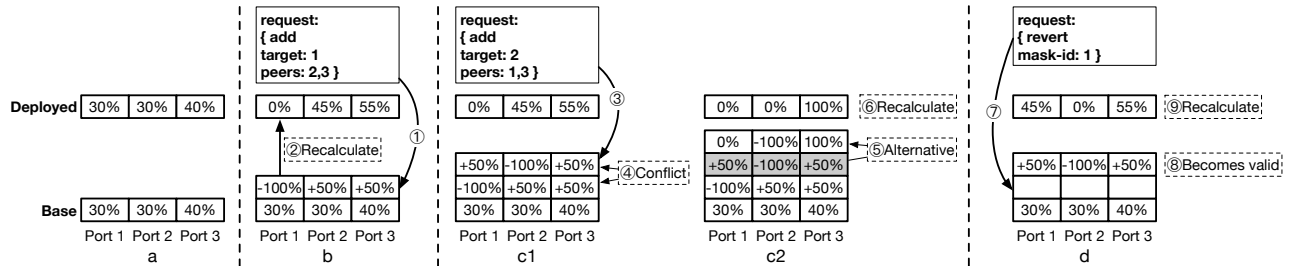 request:
{ add
target: 1
peers: 2,3 }
request:
{ add
target: 2
peers: 1,3 }
request:
{ revert
mask-id: 1 }
Deployed 30% 30% 40%
0% 45% 55%
0% 45% 55%
0% 0% 100%
⑥Recalculate
45% 0% 55%
⑨Recalculate
①
③
⑦
②Recalculate
0% -100% 100%
⑤Alternative
+50% -100% +50%
④Conflict
+50% -100% +50%
+50% -100% +50%
⑧Becomes valid
-100% +50% +50%
-100% +50% +50%
-100% +50% +50%
Base 30% 30% 40%
30% 30% 40%
30% 30% 40%
30% 30% 40%
30% 30% 40%
Port 1 Port 2 Port 3
Port 1 Port 2 Port 3
Port 1 Port 2 Port 3
Port 1 Port 2 Port 3
Port 1 Port 2 Port 3
a
b
c1
c2
d